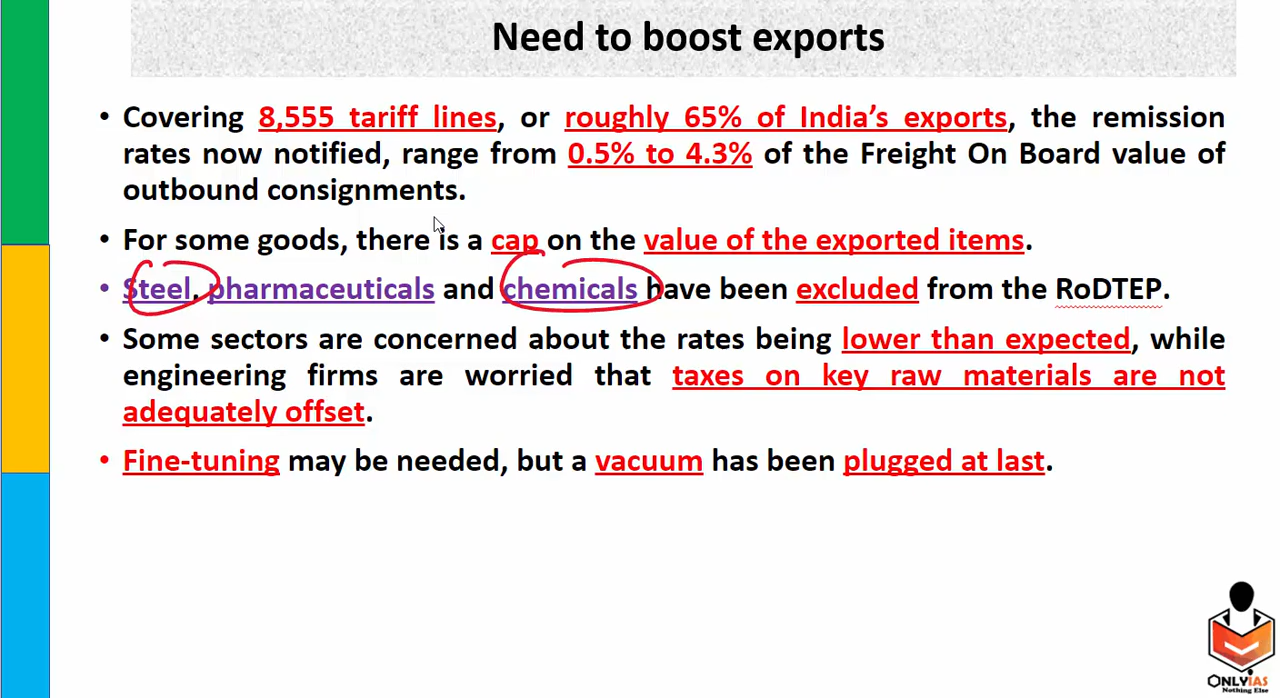 Need to boost exports
• Covering 8,555 tariff lines, or roughly 65% of India's exports, the remission
rates now notified, range from 0.5% to 4.3% of the Freight On Board value of
outbound consignments.
• For some goods, there is a cap on the value of the exported items.
• Steel, pharmaceuticals and chemicals have been excluded from the RoDTEP.
• Some sectors are concerned about the rates being lower than expected, while
engineering firms are worried that taxes on key raw materials are not
adequately offset.
• Fine-tuning may be needed, but a vacuum has been plugged at last.
ONLYIAS
Nothing Else